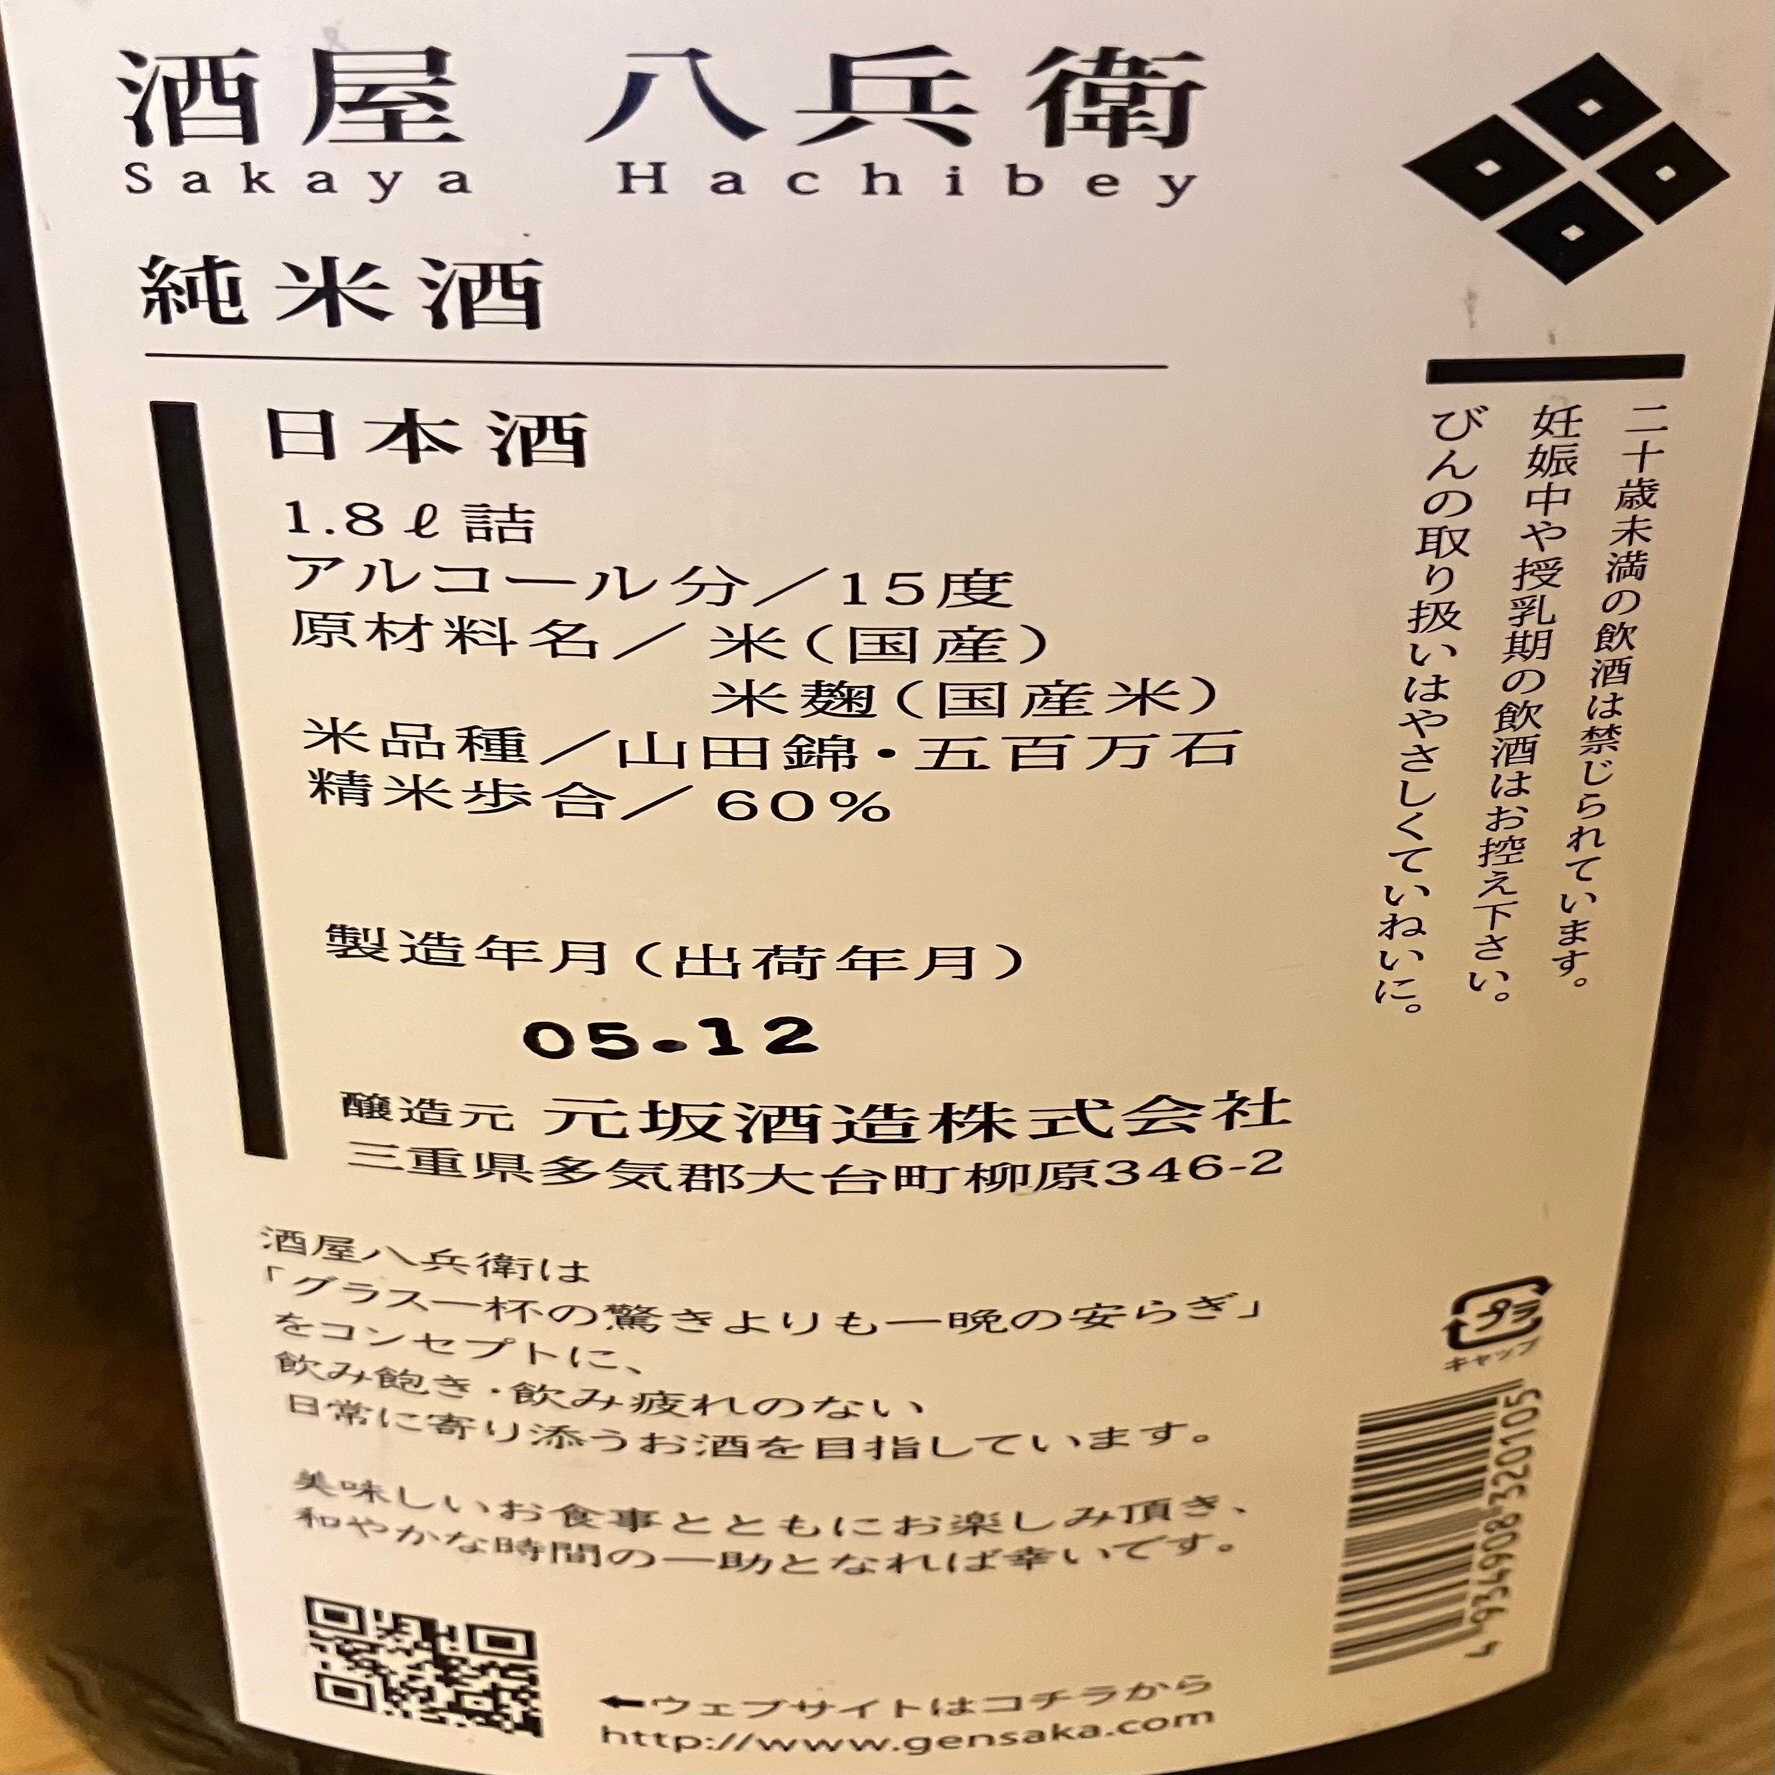 酒屋 八兵衛
Sakaya Hachibey
純米酒
日本酒
1.8ℓ詰
アルコール分／15度
原材料名／米(国産)
米麹(国産米)
米品種／山田錦・五百万石
精米歩合／60%
製造年月(出荷年月)
05.12
醸造元 元坂酒造株式会社
三重県多気郡大台町柳原346-2
酒屋八兵衛は
「グラス一杯の驚きよりも一晩の安らぎ」
をコンセプトに、
飲み飽き・飲み疲れのない
日常に寄り添うお酒を目指しています。
美味しいお食事とともにお楽しみ頂き、
和やかな時間の一助となれば幸いです。
←ウェブサイトはコチラから
http://www.gensaka.com
二十歳未満の飲酒は禁じられています。
妊娠中や授乳期の飲酒はお控え下さい。
びんの取り扱いはやさしくていねいに。
プラ
キャップ
4934908320105